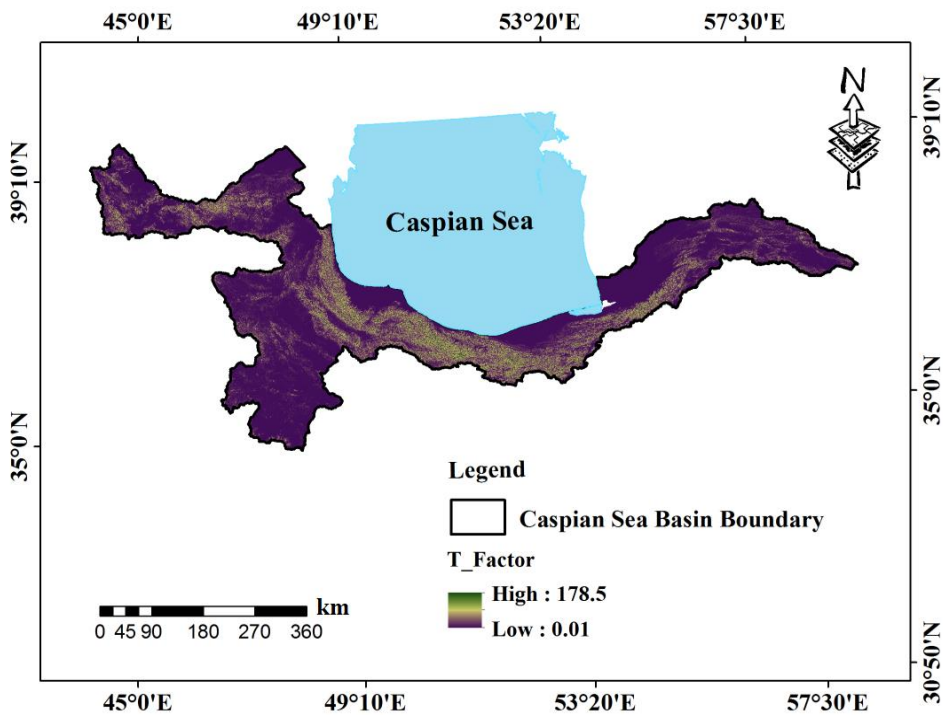 45°0'E 49°10'E 53°20'E 57°30'E
N
39°10'N
39°10'N
Caspian Sea
35°0'N
35°0'N
Legend
Caspian Sea Basin Boundary
T_Factor
High : 178.5
Low : 0.01
km
0 45 90 180 270 360
30°50'N
45°0'E 49°10'E 53°20'E 57°30'E